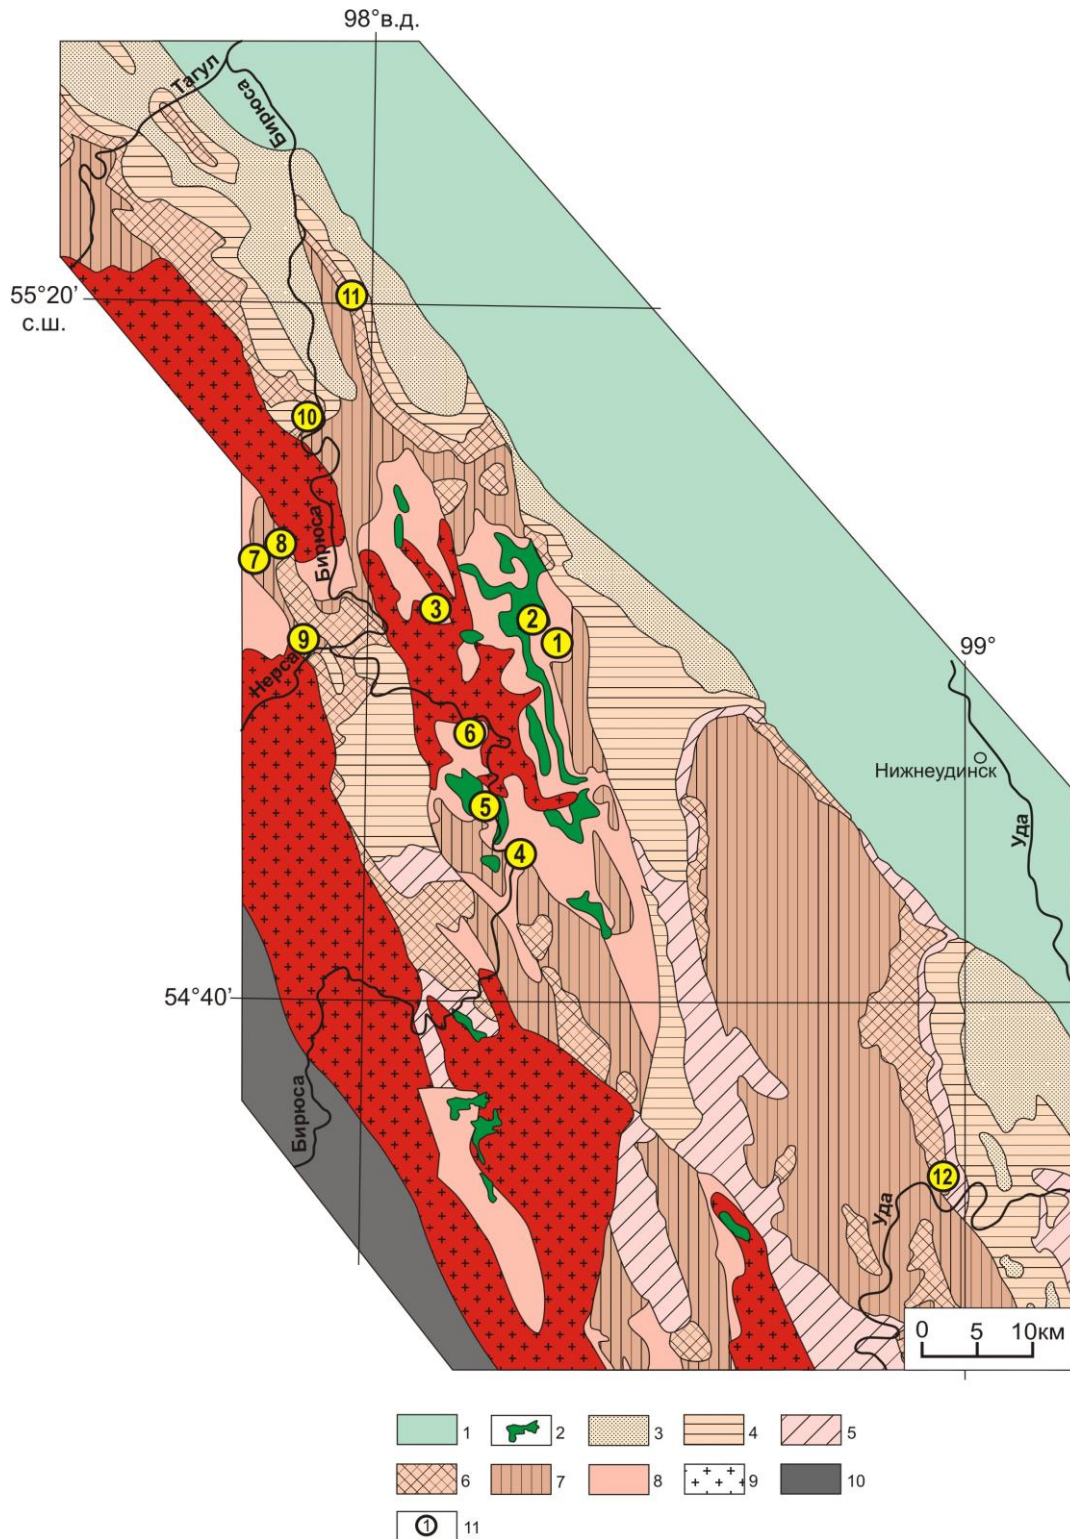 98°в.д.
Тагул
Бирюса
11
55°20’
с.ш.
10
Бирюса
8
7
3
2
1
9
Нерса
99°
6
Нижнеудинск
5
Уда
4
54°40’
Бирюса
12
Уда
0 5 10км
1 2 3 4 5
6 7 8 9 10
1 11